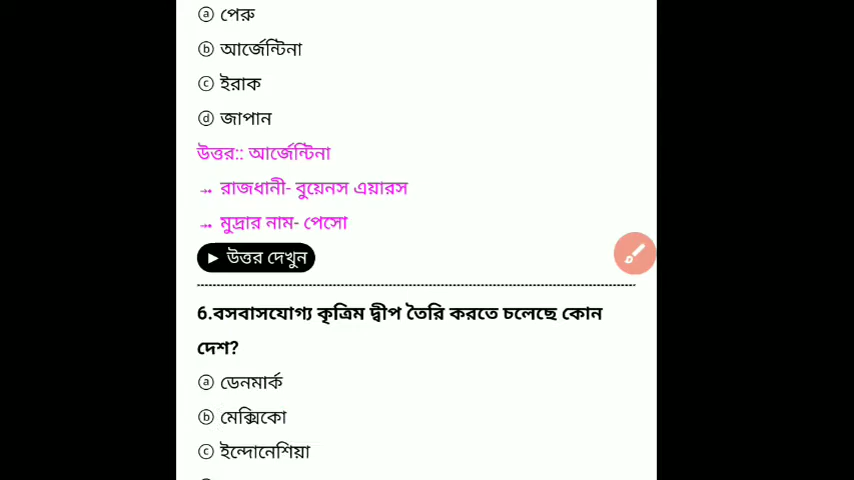 ⓐ পেরু
ⓑ আর্জেন্টিনা
ⓒ ইরাক
ⓓ জাপান
উত্তর:: আর্জেন্টিনা
➙ রাজধানী- বুয়েনস এয়ারস
➙ মুদ্রার নাম- পেসো
► উত্তর দেখুন
6.বসবাসযোগ্য কৃত্রিম দ্বীপ তৈরি করতে চলেছে কোন
দেশ?
ⓐ ডেনমার্ক
ⓑ মেক্সিকো
ⓒ ইন্দোনেশিয়া